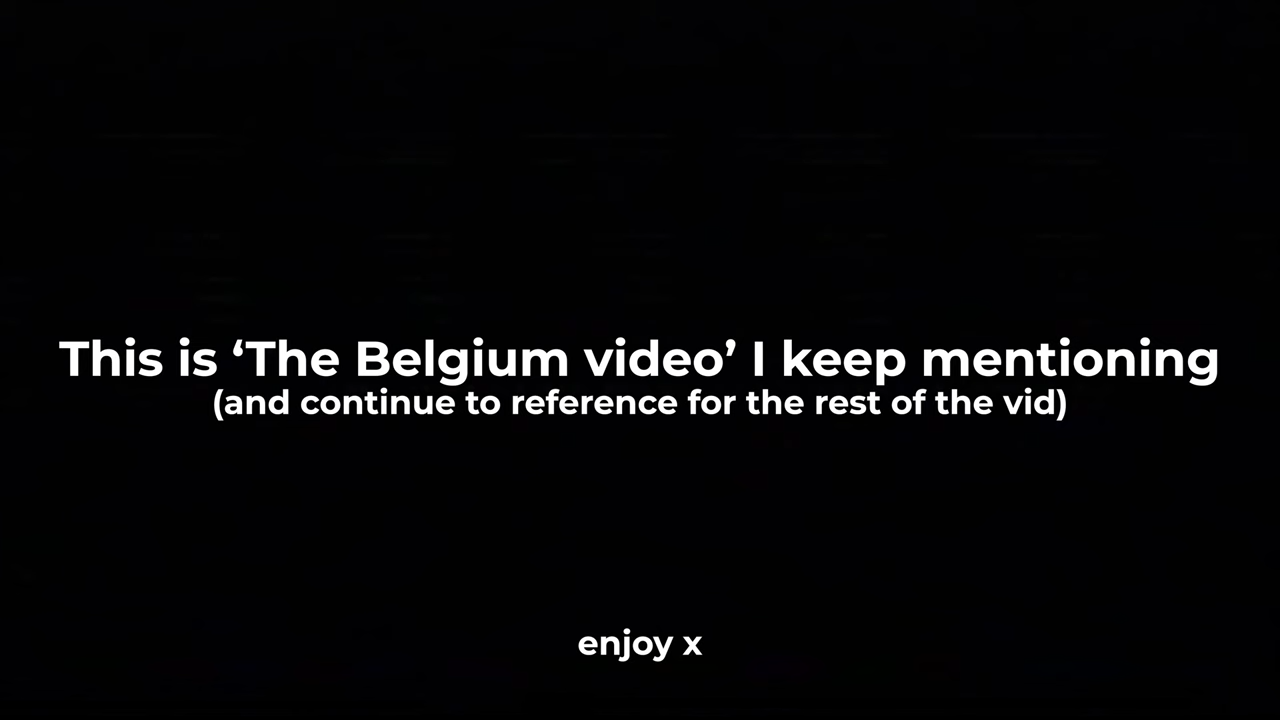 This is ‘The Belgium video’ I keep mentioning
(and continue to reference for the rest of the vid)
enjoy x